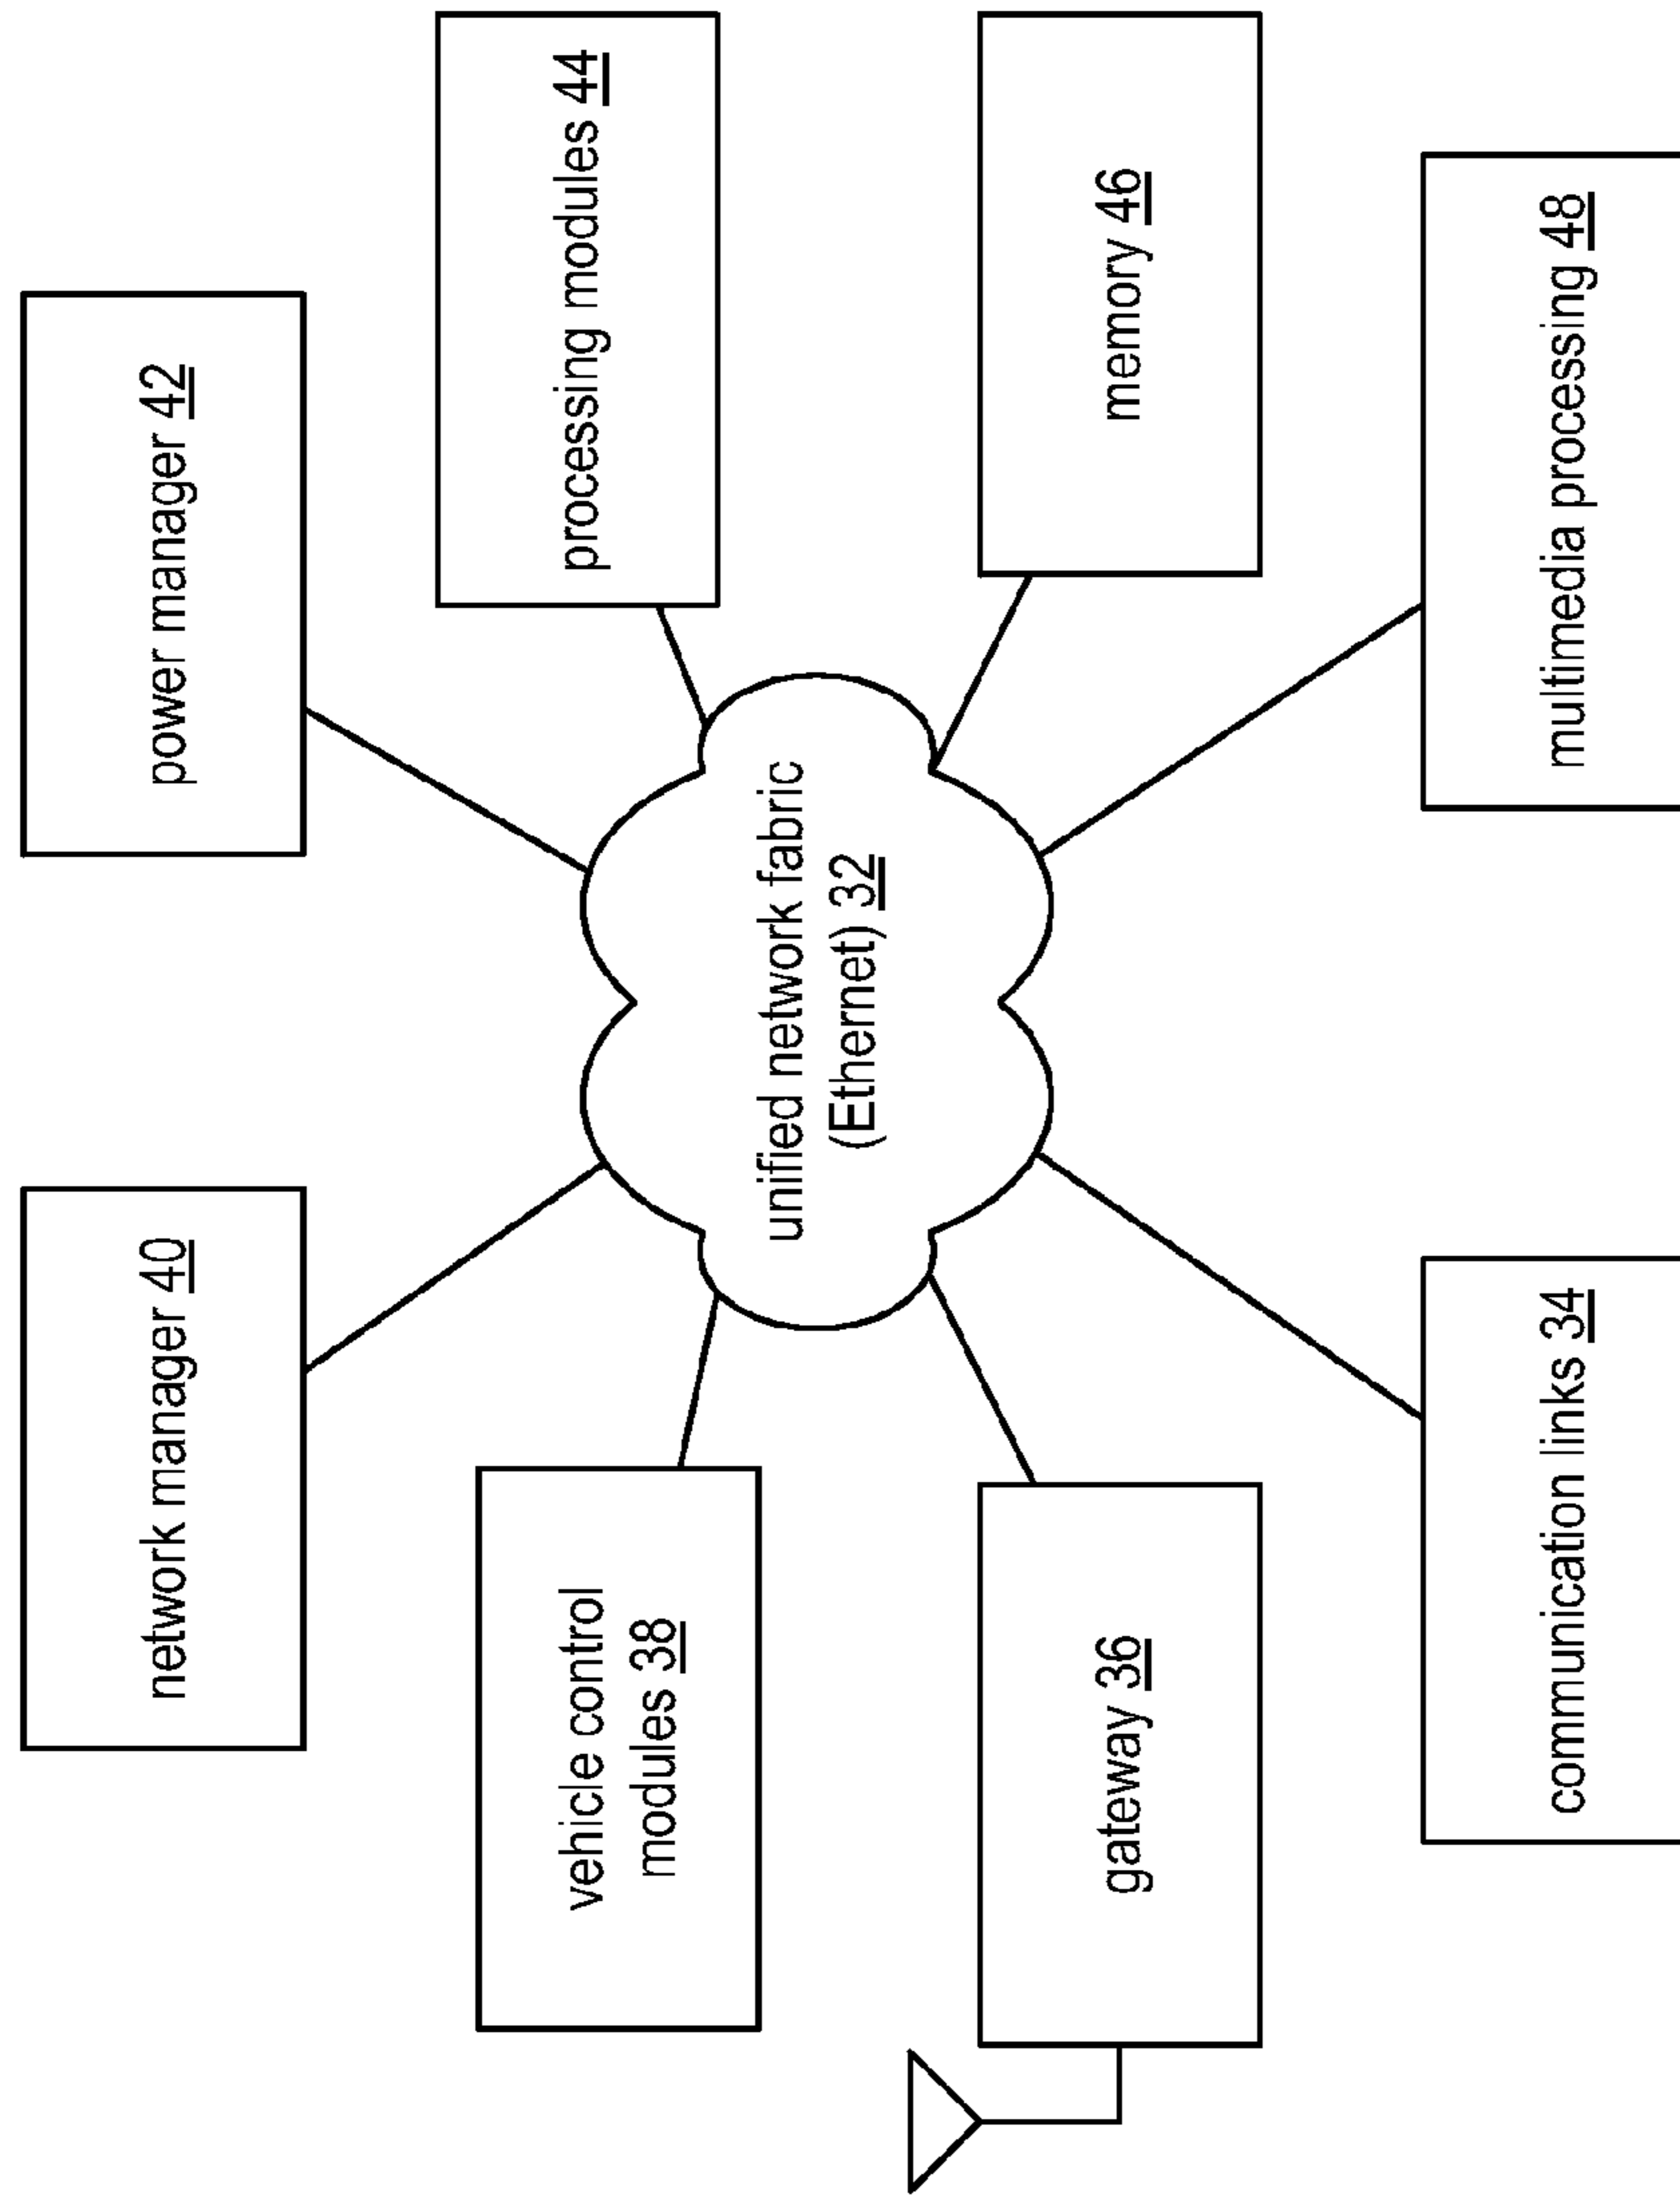 network manager 40
power manager 42
vehicle control
modules 38
processing modules 44
unified network fabric
(Ethernet) 32
gateway 36
memory 46
communication links 34
multimedia processing 48